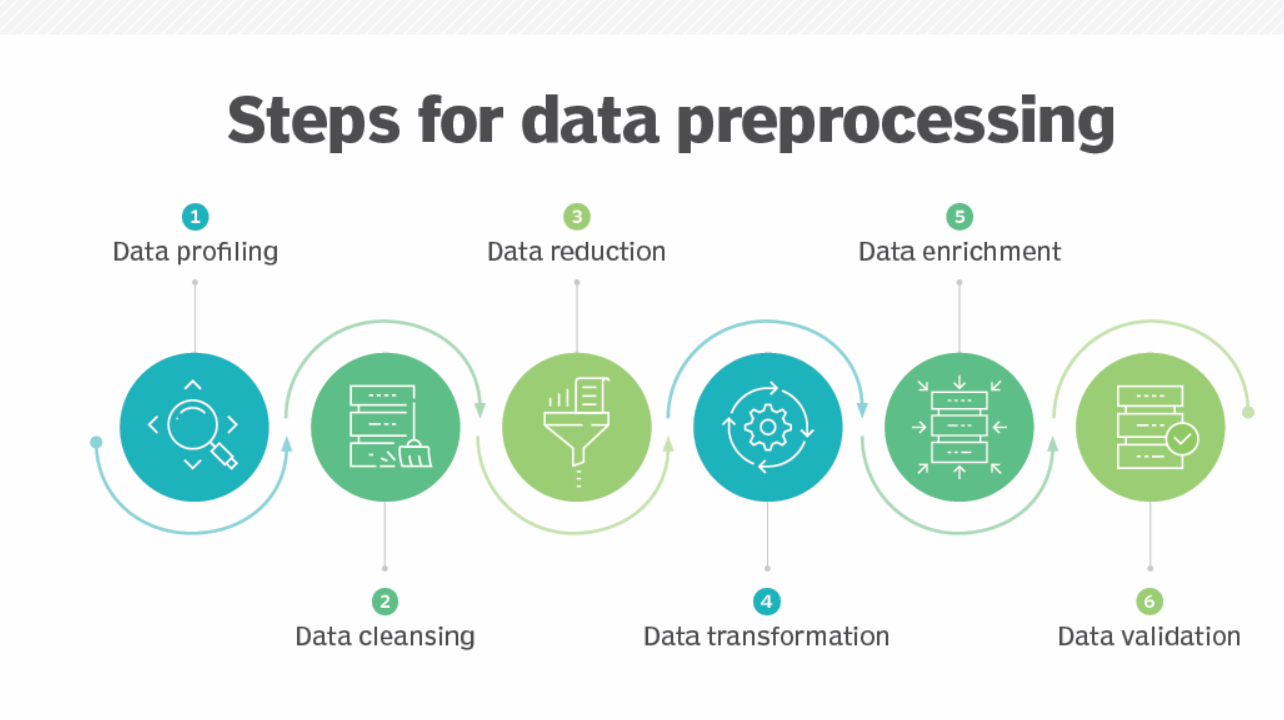 Steps for data preprocessing
1
Data profiling
2
Data cleansing
3
Data reduction
4
Data transformation
5
Data enrichment
6
Data validation